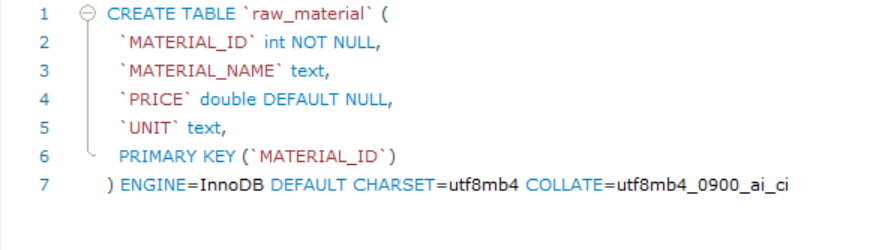 1 CREATE TABLE `raw_material` (
2 `MATERIAL_ID` int NOT NULL,
3 `MATERIAL_NAME` text,
4 `PRICE` double DEFAULT NULL,
5 `UNIT` text,
6 PRIMARY KEY (`MATERIAL_ID`)
7 ) ENGINE=InnoDB DEFAULT CHARSET=utf8mb4 COLLATE=utf8mb4_0900_ai_ci